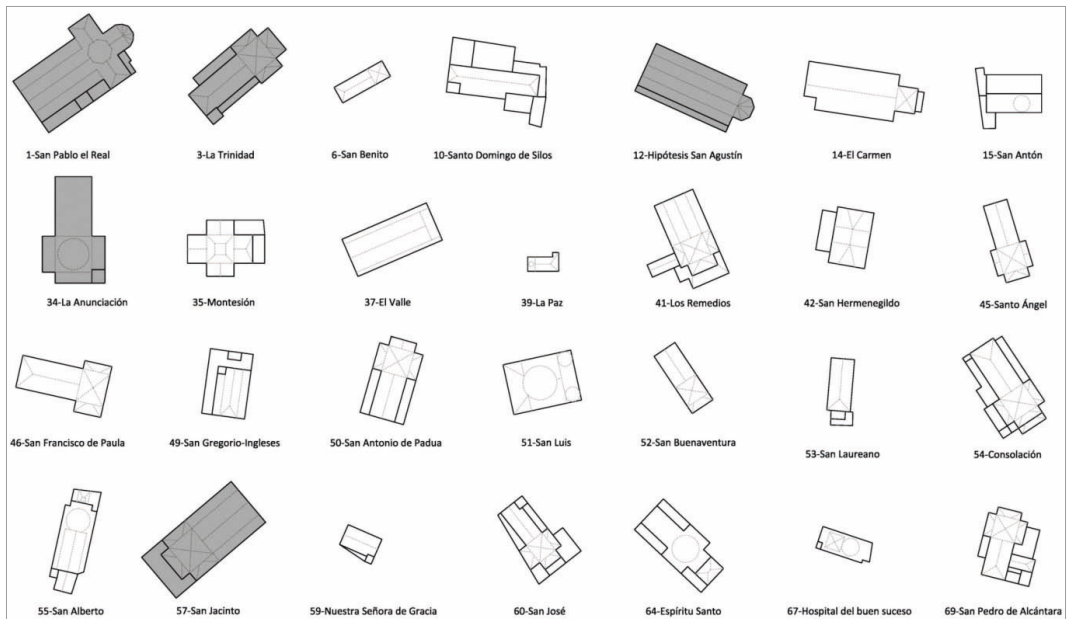 1-San Pablo el Real
3-La Trinidad
6-San Benito
10-Santo Domingo de Silos
12-Hipótesis San Agustín
14-El Carmen
15-San Antón
34-La Anunciación
35-Montesión
37-El Valle
39-La Paz
41-Los Remedios
42-San Hermenegildo
45-Santo Ángel
46-San Francisco de Paula
49-San Gregorio-Ingleses
50-San Antonio de Padua
51-San Luis
52-San Buenaventura
53-San Laureano
54-Consolación
55-San Alberto
57-San Jacinto
59-Nuestra Señora de Gracia
60-San José
64-Espíritu Santo
67-Hospital del buen suceso
69-San Pedro de Alcántara